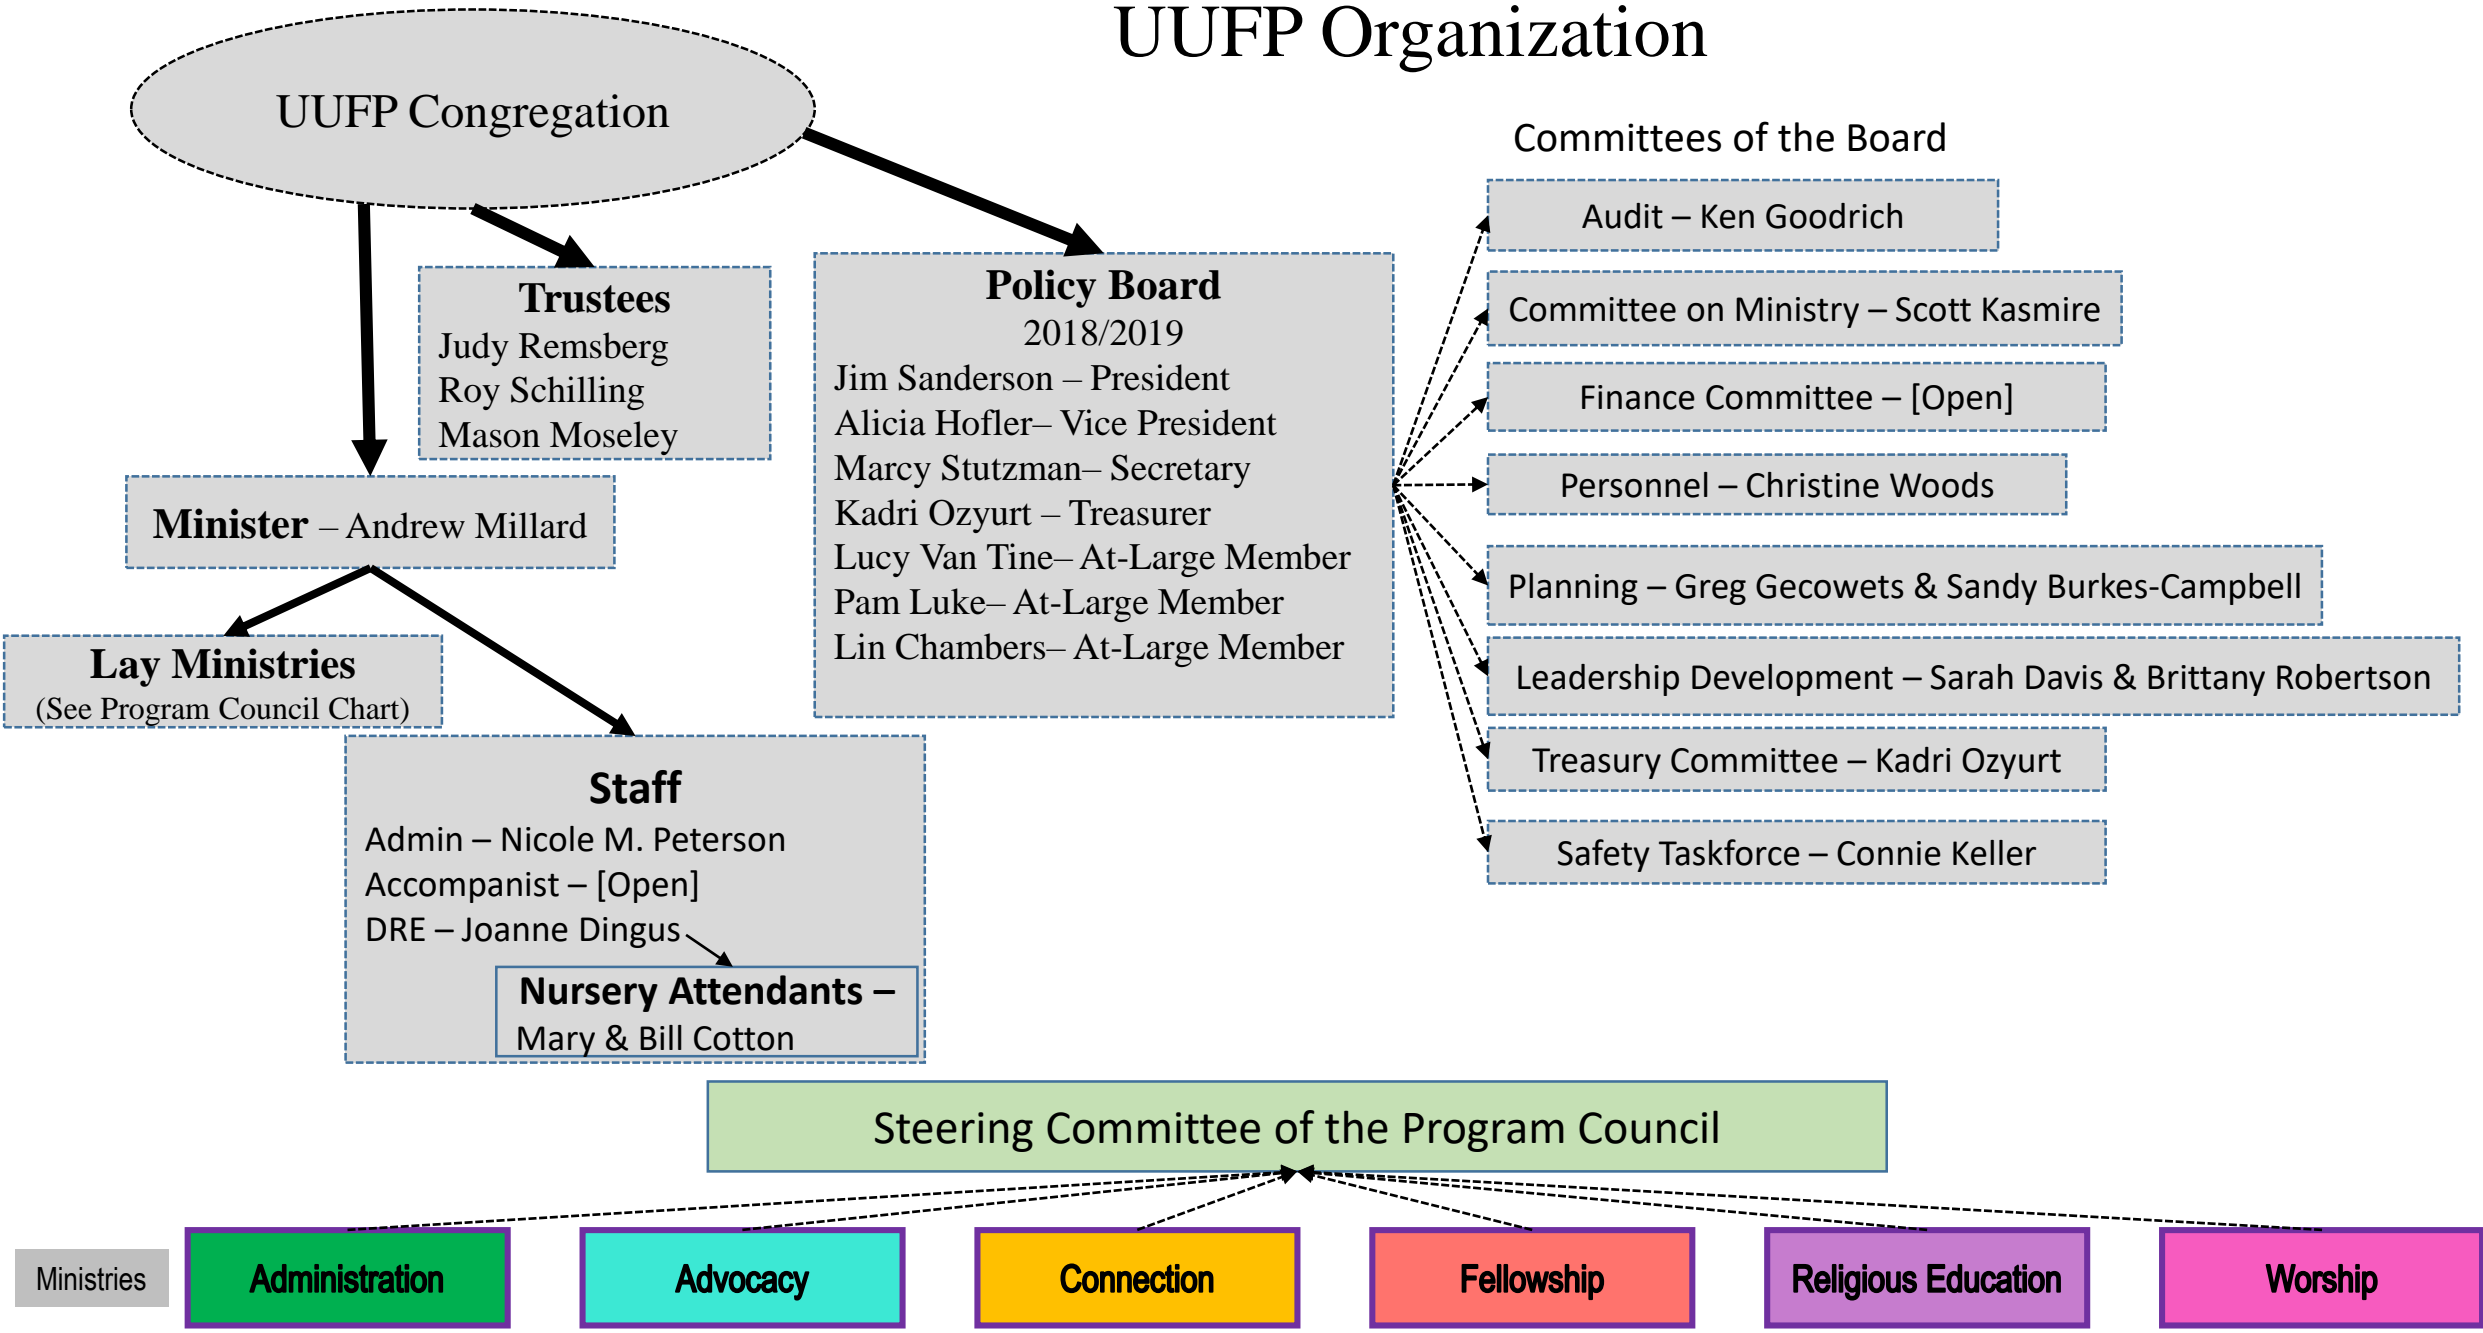 UUFP Organization
UUFP Congregation
Committees of the Board
Audit – Ken Goodrich
Committee on Ministry – Scott Kasmire
Finance Committee – [Open]
Personnel – Christine Woods
Planning – Greg Gecowets & Sandy Burkes-Campbell
Leadership Development – Sarah Davis & Brittany Robertson
Treasury Committee – Kadri Ozyurt
Safety Taskforce – Connie Keller
Trustees
Judy Remsberg
Roy Schilling
Mason Moseley
Policy Board
2018/2019
Jim Sanderson – President
Alicia Hofler– Vice President
Marcy Stutzman– Secretary
Kadri Ozyurt – Treasurer
Lucy Van Tine– At-Large Member
Pam Luke– At-Large Member
Lin Chambers– At-Large Member
Minister – Andrew Millard
Lay Ministries
(See Program Council Chart)
Staff
Admin – Nicole M. Peterson
Accompanist – [Open]
DRE – Joanne Dingus
Nursery Attendants –
Mary & Bill Cotton
Steering Committee of the Program Council
Ministries
Administration
Advocacy
Connection
Fellowship
Religious Education
Worship